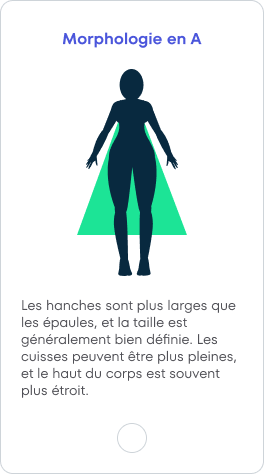 Morphologie en A
Les hanches sont plus larges que
les épaules, et la taille est
généralement bien définie. Les
cuisses peuvent être plus pleines,
et le haut du corps est souvent
plus étroit.